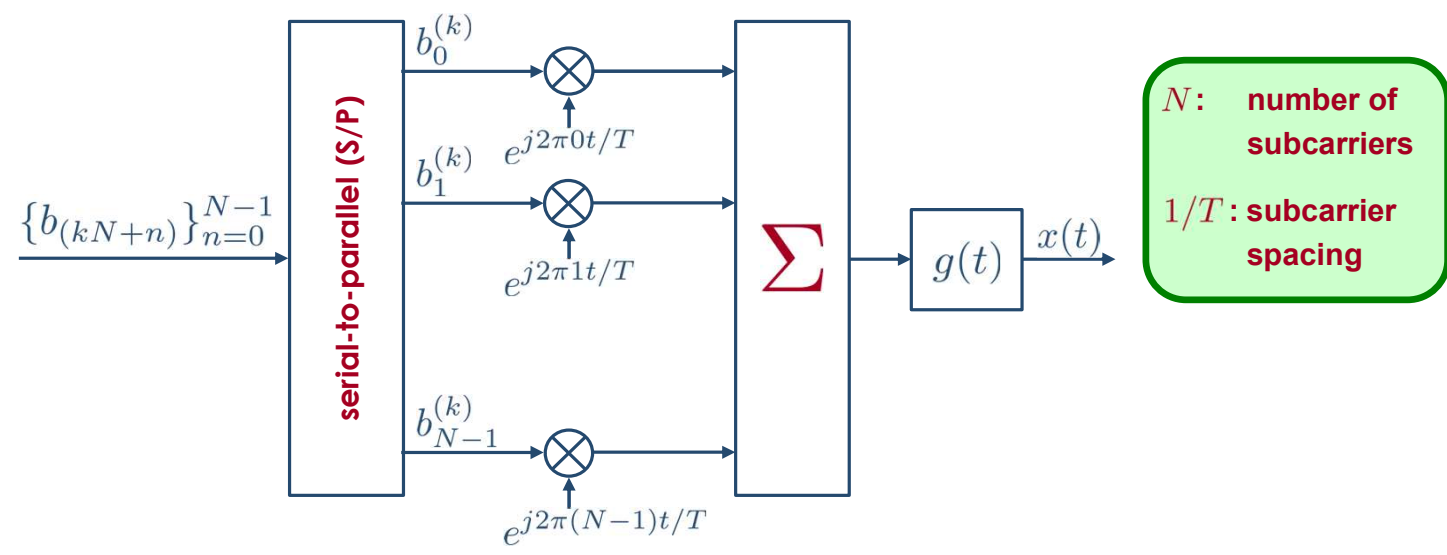 {b_{(kN+n)}}_{n=0}^{N-1}
serial-to-parallel (S/P)
b_0^{(k)}
e^{j2π0t/T}
b_1^{(k)}
e^{j2π1t/T}
b_{N-1}^{(k)}
e^{j2π(N-1)t/T}
Σ
g(t)
x(t)
N: number of
subcarriers
1/T: subcarrier
spacing